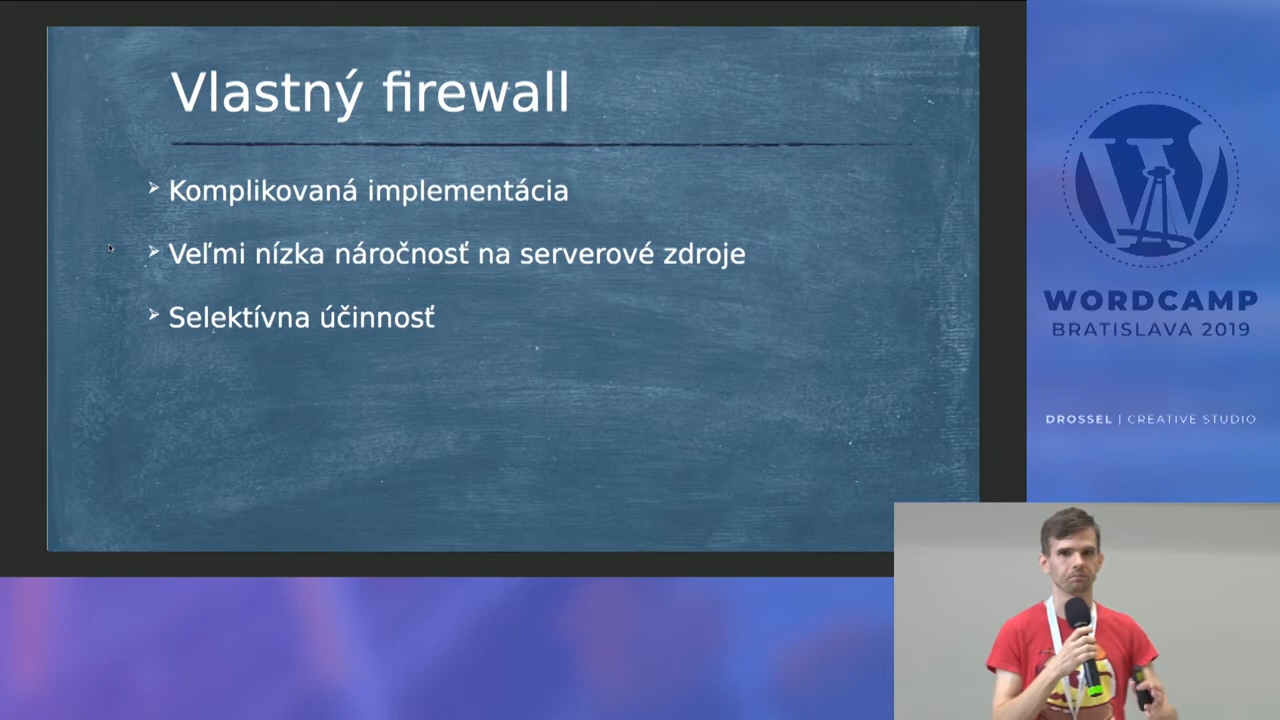 Vlastný firewall
Komplikovaná implementácia
Veľmi nízka náročnosť na serverové zdroje
Selektívna účinnosť
WORDCAMP
BRATISLAVA 2019
DROSSEL | CREATIVE STUDIO